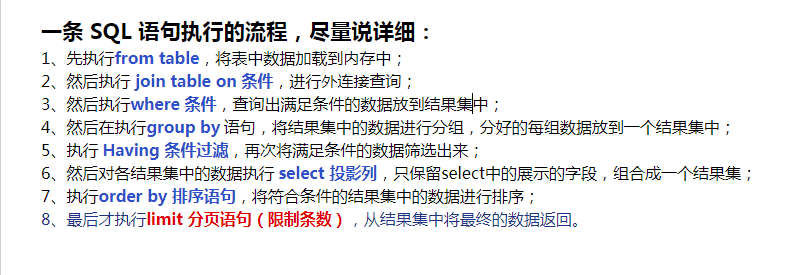 一条 SQL 语句执行的流程，尽量说详细：
1、先执行from table，将表中数据加载到内存中；
2、然后执行 join table on 条件，进行外连接查询；
3、然后执行where 条件，查询出满足条件的数据放到结果集中；
4、然后在执行group by 语句，将结果集中的数据进行分组，分好的每组数据放到一个结果集中；
5、执行 Having 条件过滤，再次将满足条件的数据筛选出来；
6、然后对各结果集中的数据执行 select 投影列，只保留select中的展示的字段，组合成一个结果集；
7、执行order by 排序语句，将符合条件的结果集中的数据进行排序；
8、最后才执行limit 分页语句（限制条数），从结果集中将最终的数据返回。